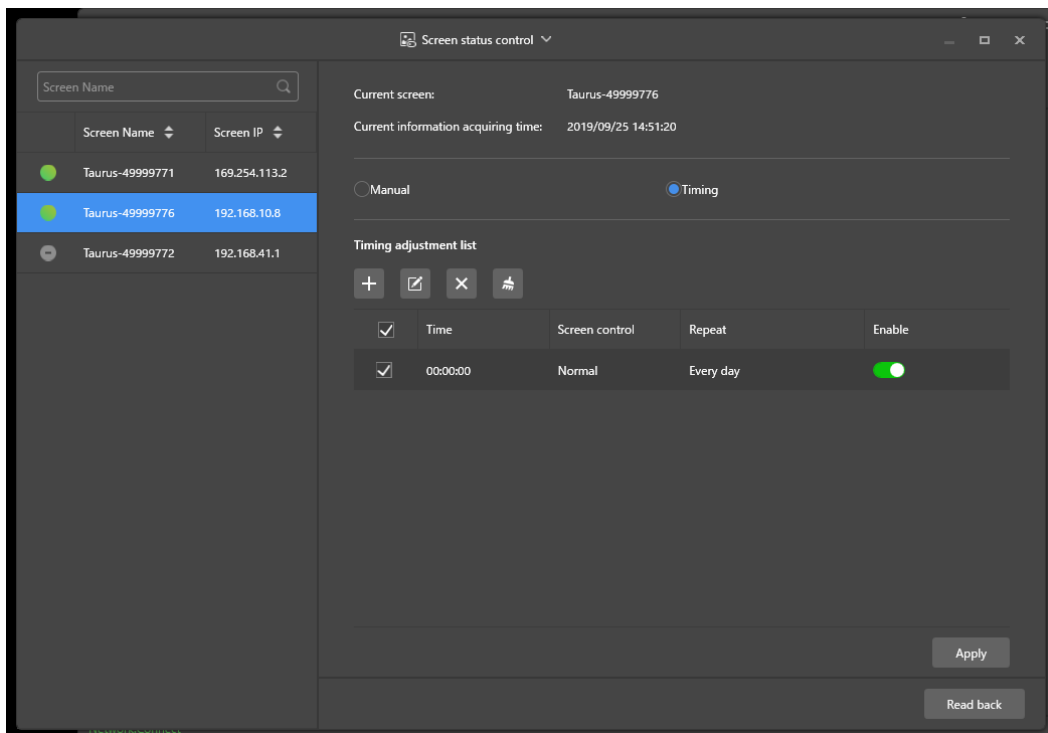 Screen status control
Screen Name
Screen Name Screen IP
Taurus-49999771 169.254.113.2
Taurus-49999776 192.168.10.8
Taurus-49999772 192.168.41.1
Current screen: Taurus-49999776
Current information acquiring time: 2019/09/25 14:51:20
Manual Timing
Timing adjustment list
Time Screen control Repeat Enable
00:00:00 Normal Every day
Apply
Read back